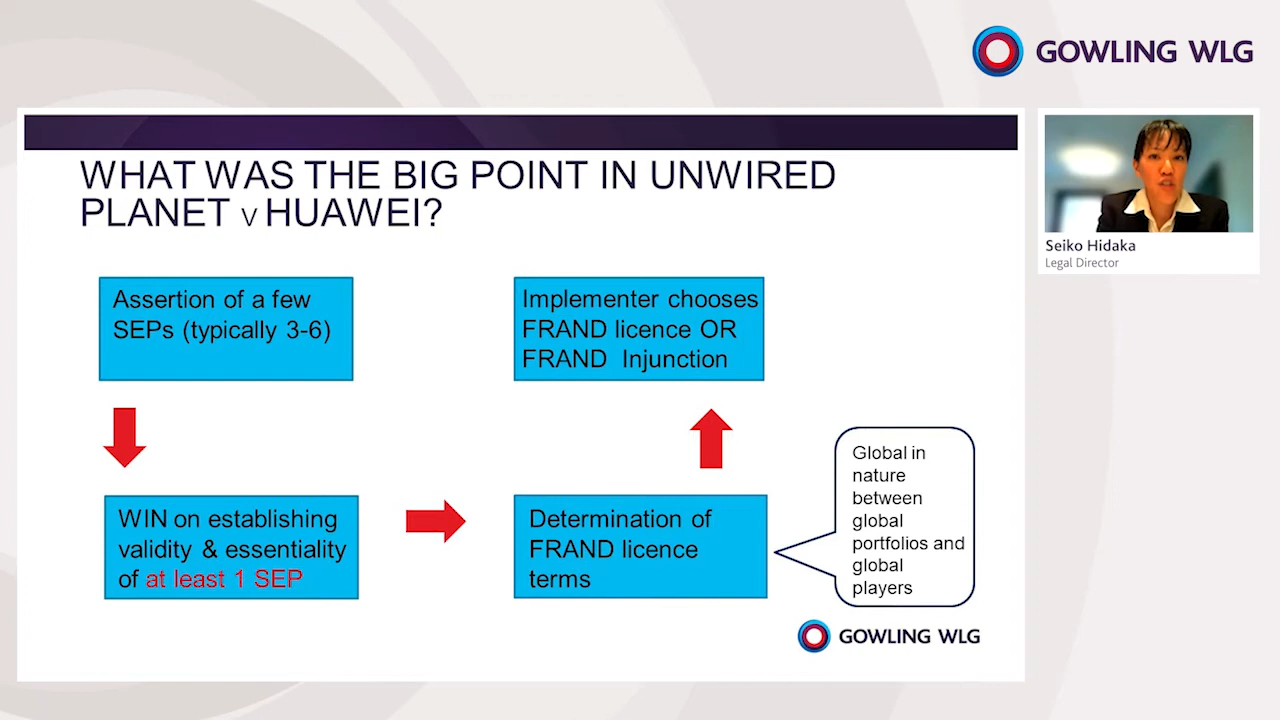 GOWLING WLG
WHAT WAS THE BIG POINT IN UNWIRED
PLANET v HUAWEI?
Assertion of a few
SEPs (typically 3-6)
WIN on establishing
validity & essentiality
of at least 1 SEP
Determination of
FRAND licence
terms
Global in
nature
between
global
portfolios and
global
players
Implementer chooses
FRAND licence OR
FRAND Injunction
GOWLING WLG
Seiko Hidaka
Legal Director